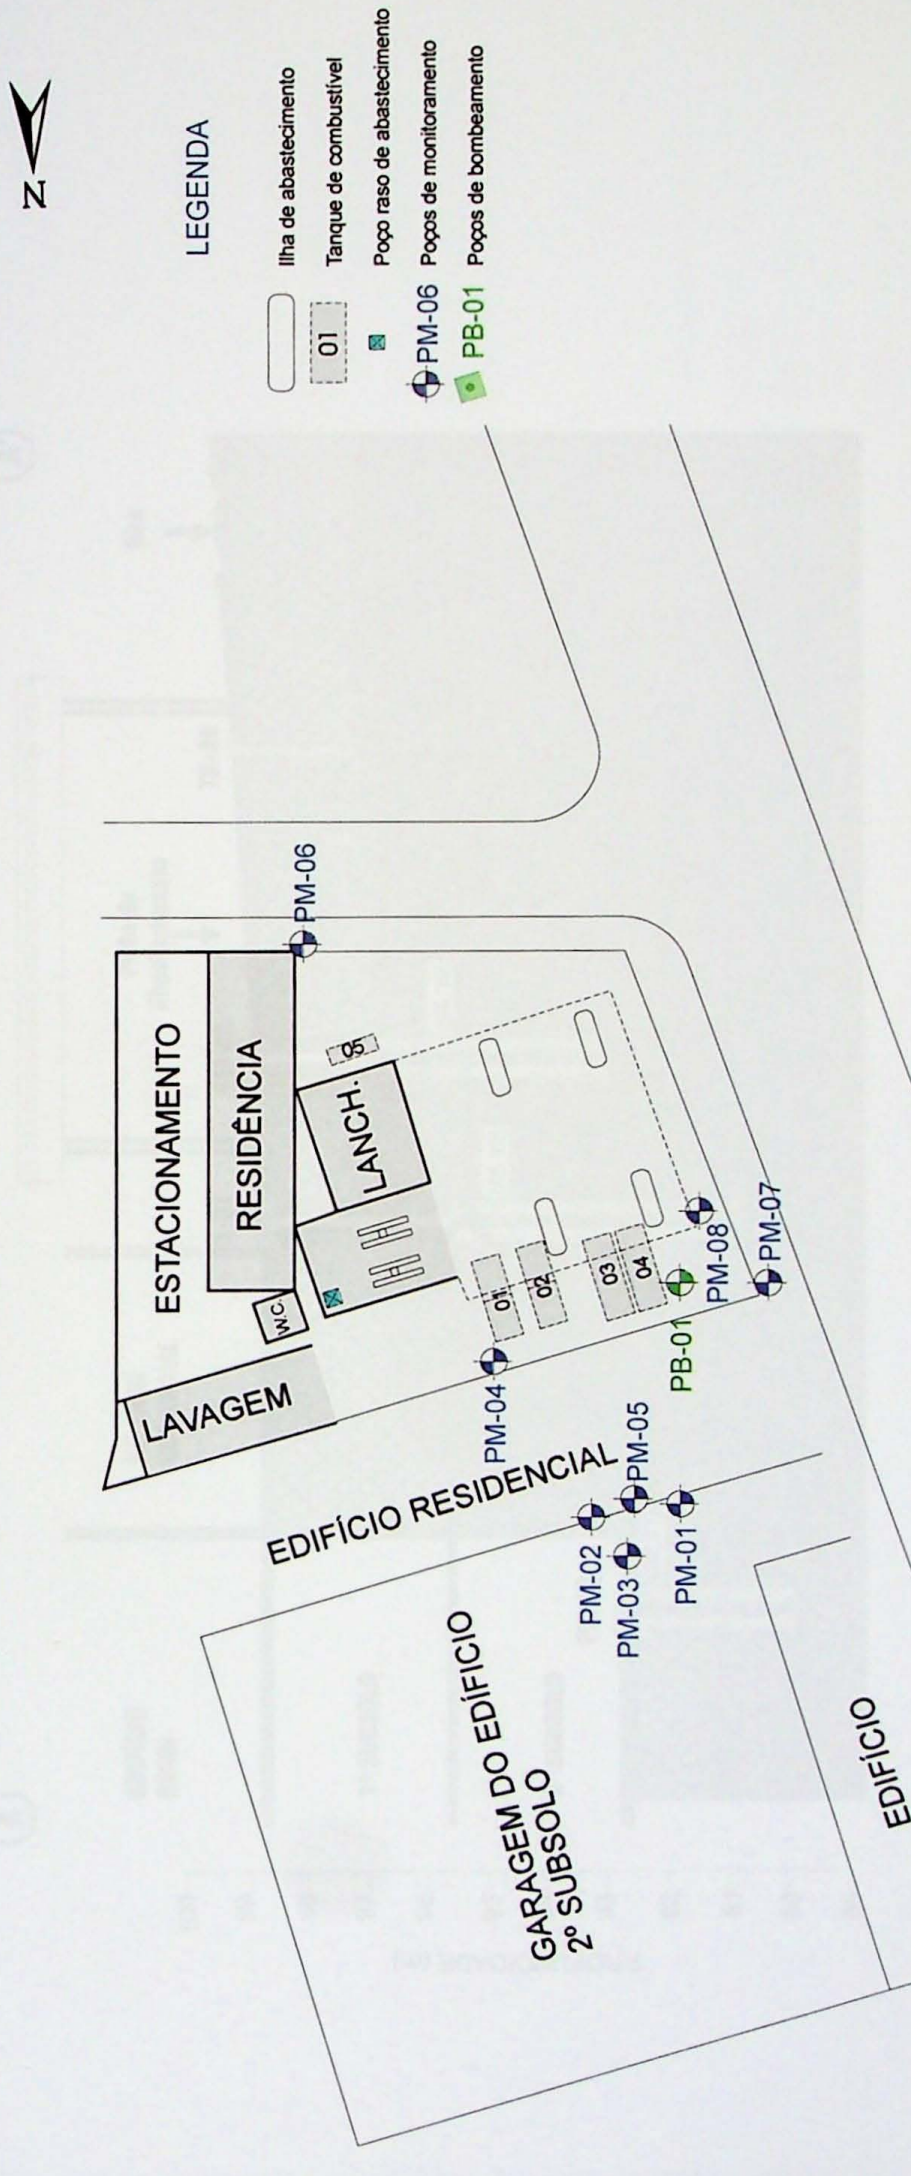 N
LEGENDA
Ilha de abastecimento
01
Tanque de combustível
Poço raso de abastecimento
PM-06
Poços de monitoramento
PB-01
Poços de bombeamento
ESTACIONAMENTO
RESIDÊNCIA
PM-06
05
LANCH.
W.C.
LAVAGEM
01
02
03
04
PM-04
PB-01
PM-08
PM-07
EDIFÍCIO RESIDENCIAL
PM-02
PM-05
PM-03
PM-01
GARAGEM DO EDÍFICIO
2º SUBSOLO
EDIFÍCIO